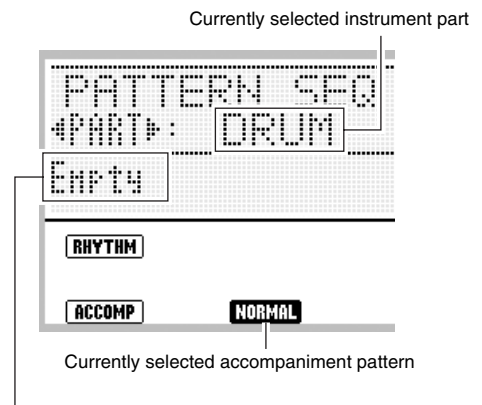 Currently selected instrument part
PATTERN SEQ
◀PART▶: DRUM
Empty
RHYTHM
ACCOMP NORMAL
Currently selected accompaniment pattern